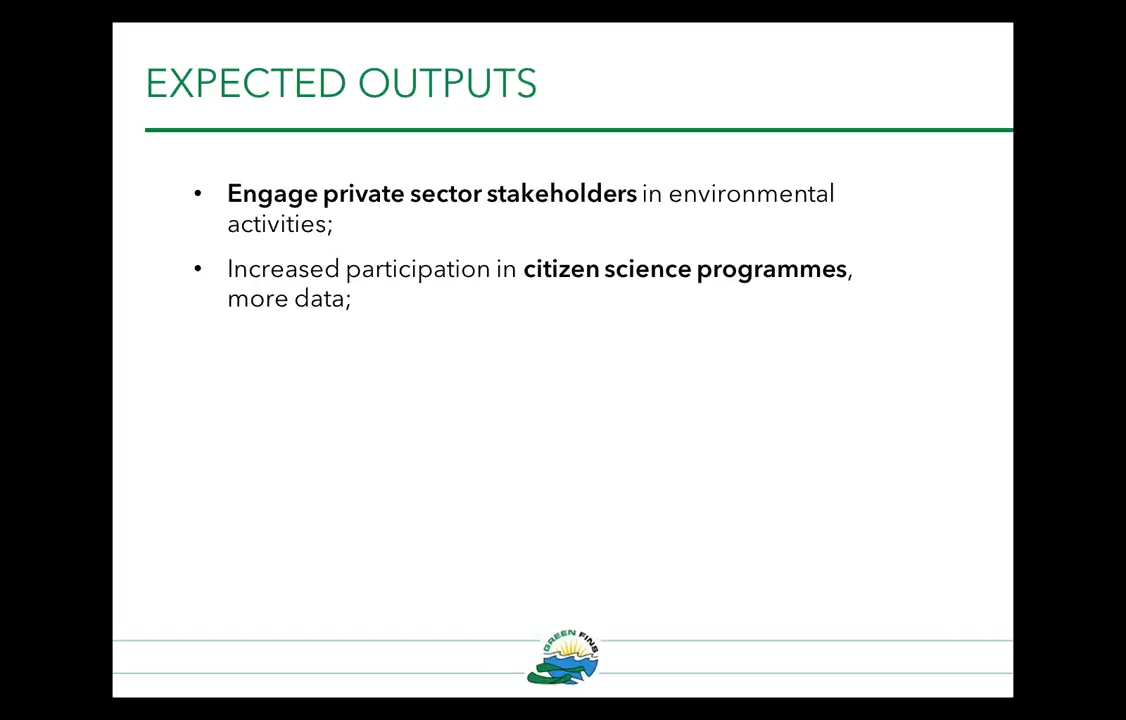 EXPECTED OUTPUTS
• Engage private sector stakeholders in environmental
activities;
• Increased participation in citizen science programmes,
more data;
GREEN FINS